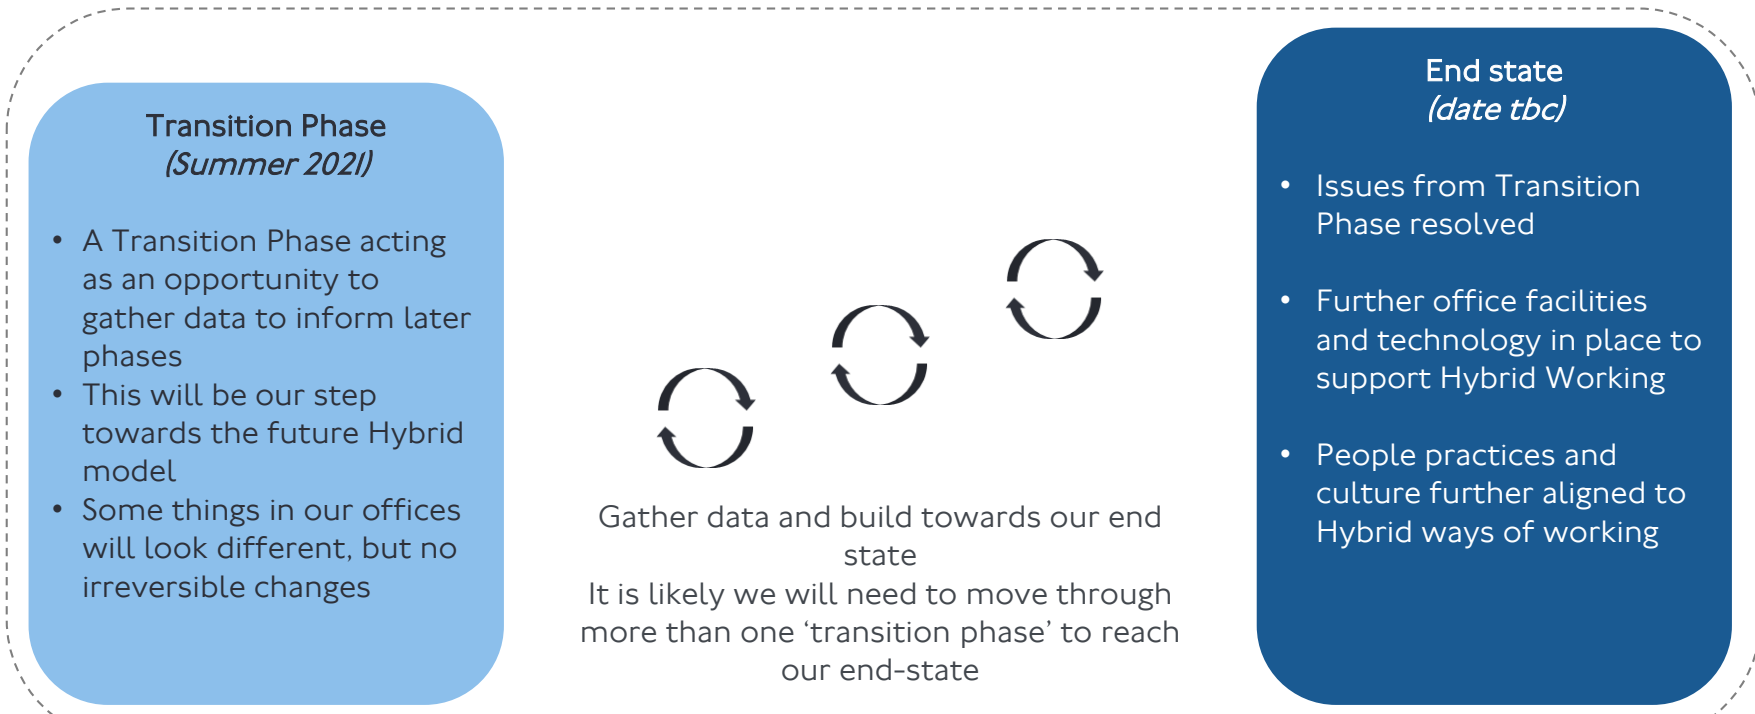 Transition Phase
(Summer 2021)
• A Transition Phase acting
as an opportunity to
gather data to inform later
phases
• This will be our step
towards the future Hybrid
model
• Some things in our offices
will look different, but no
irreversible changes
Gather data and build towards our end
state
It is likely we will need to move through
more than one ‘transition phase’ to reach
our end-state
End state
(date tbc)
• Issues from Transition
Phase resolved
• Further office facilities
and technology in place to
support Hybrid Working
• People practices and
culture further aligned to
Hybrid ways of working